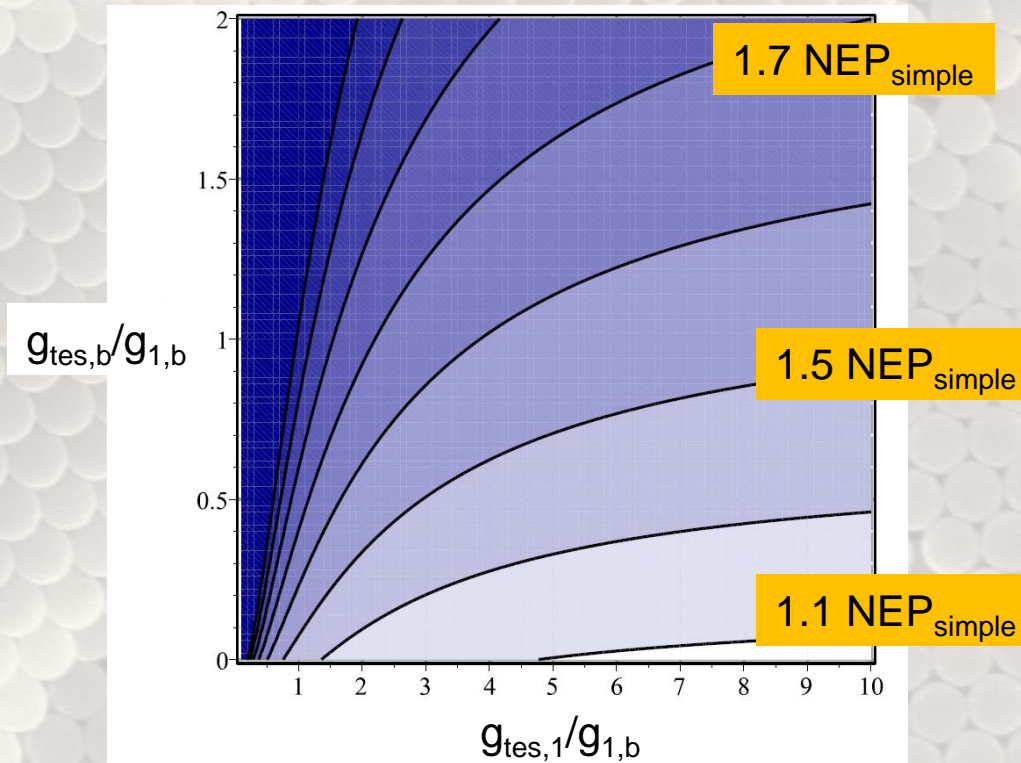 2
1.7 NEPsimple
1.5
gtes,b/g1,b
1
1.5 NEPsimple
0.5
1.1 NEPsimple
0
1 2 3 4 5 6 7 8 9 10
gtes,1/g1,b